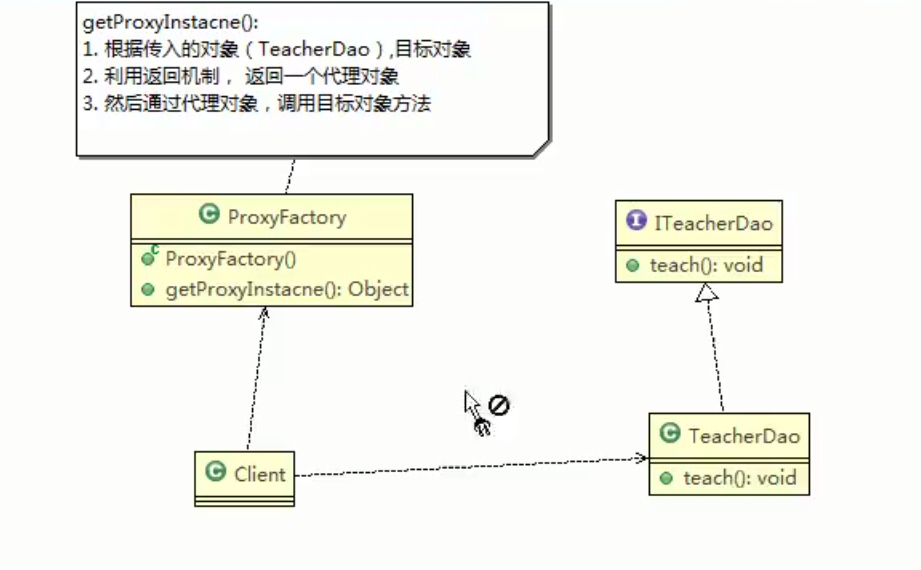 getProxyInstacne():
1. 根据传入的对象（TeacherDao）,目标对象
2. 利用返回机制， 返回一个代理对象
3. 然后通过代理对象，调用目标对象方法
C ProxyFactory
C ProxyFactory()
getProxyInstacne(): Object
I ITeacherDao
teach(): void
C Client
C TeacherDao
teach(): void